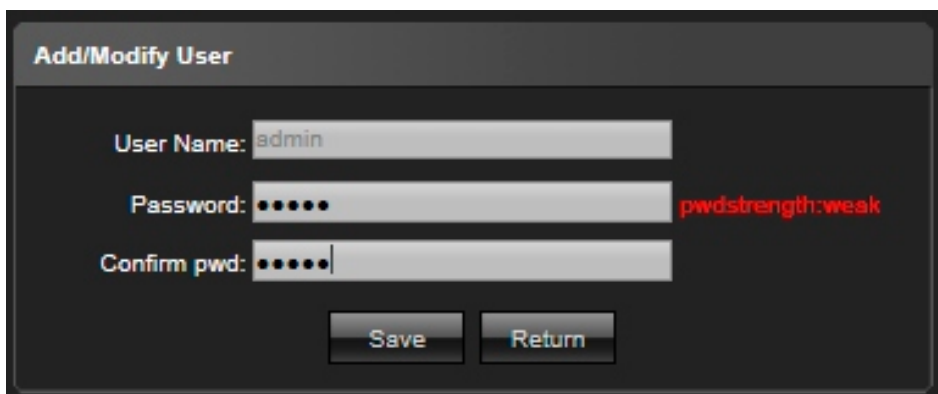 Add/Modify User
User Name: admin
Password: ••••• pwdstrength:weak
Confirm pwd: •••••
Save Return